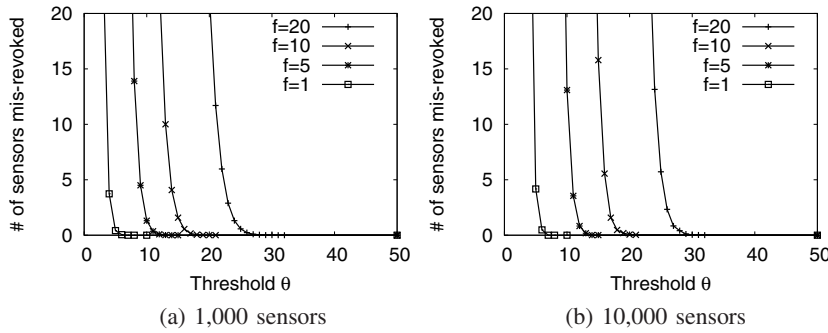 # of sensors mis-revoked
20
15
10
5
0
0 10 20 30 40 50
f=20
f=10
f=5
f=1
Threshold θ
(a) 1,000 sensors
# of sensors mis-revoked
20
15
10
5
0
0 10 20 30 40 50
f=20
f=10
f=5
f=1
Threshold θ
(b) 10,000 sensors